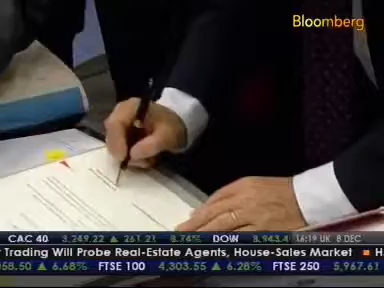 Bloomberg
CAC 40 3,249.22 ▲ 261.21 8.74% DOW 8,943.4 16:19 UK 8 DEC
Trading Will Probe Real-Estate Agents, House-Sales Market ■ H
58.50 ▲ 6.68% FTSE 100 4,303.55 ▲ 6.28% FTSE 250 5,967.61